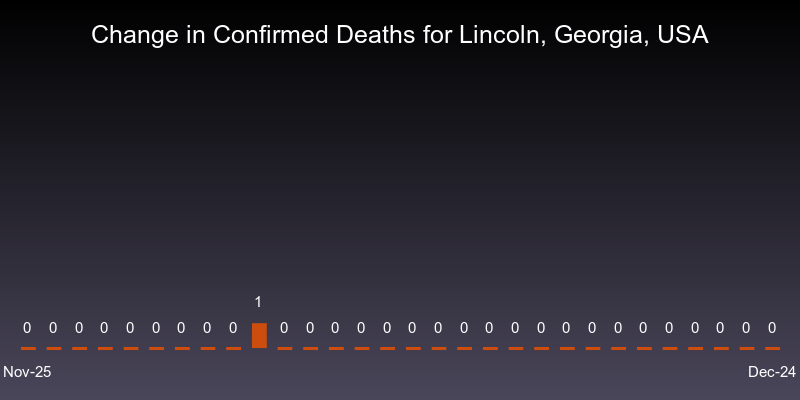 Change in Confirmed Deaths for Lincoln, Georgia, USA
1
0 0 0 0 0 0 0 0 0 0 0 0 0 0 0 0 0 0 0 0 0 0 0 0 0 0 0 0 0
Nov-25 Dec-24